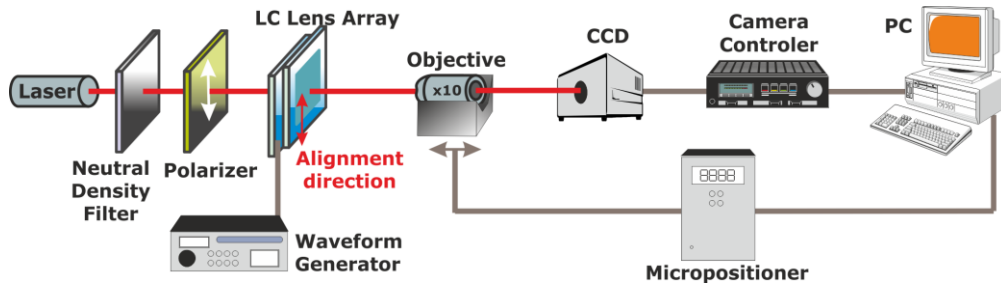 LC Lens Array
Laser
Neutral
Density
Filter
Polarizer
Alignment
direction
Waveform
Generator
Objective
x10
CCD
Camera
Controler
PC
8888
Micropositioner